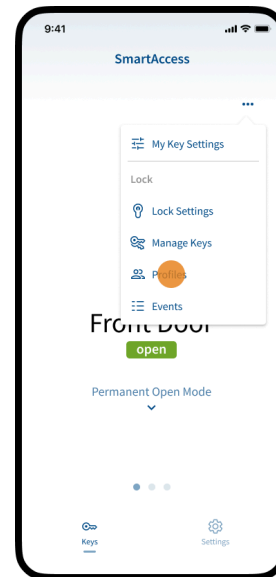 9:41
SmartAccess
My Key Settings
Lock
Lock Settings
Manage Keys
Profiles
Events
Front Door
open
Permanent Open Mode
Keys
Settings